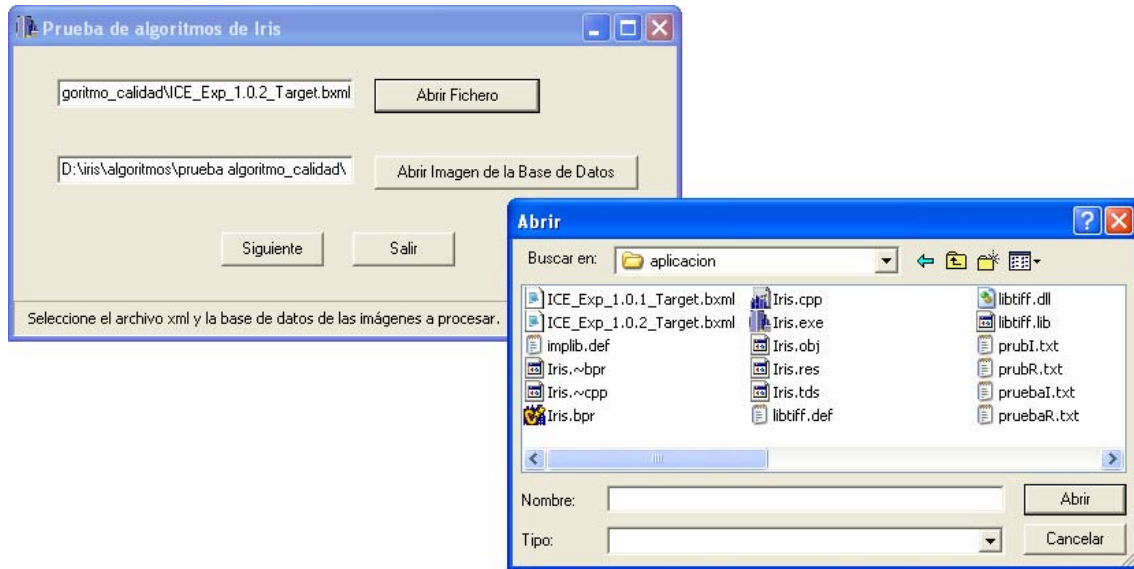 Prueba de algoritmos de Iris
goritmo_calidad\ICE_Exp_1.0.2_Target.bxml
Abrir Fichero
D:\iris\algoritmos\prueba algoritmo_calidad\
Abrir Imagen de la Base de Datos
Siguiente
Salir
Seleccione el archivo xml y la base de datos de las imágenes a procesar.
Abrir
Buscar en:
aplicacion
ICE_Exp_1.0.1_Target.bxml
ICE_Exp_1.0.2_Target.bxml
implib.def
Iris.~bpr
Iris.~cpp
Iris.bpr
Iris.cpp
Iris.exe
Iris.obj
Iris.res
Iris.tds
libtiff.def
libtiff.dll
libtiff.lib
prubI.txt
prubR.txt
pruebaI.txt
pruebaR.txt
Nombre:
Abrir
Tipo:
Cancelar